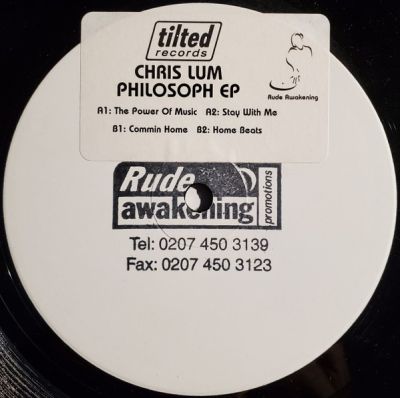 tilted
records
CHRIS LUM
PHILOSOPH EP
Rude Awakening
A1: The Power Of Music A2: Stay With Me
B1: Commin Home B2: Home Beats
Rude
awakening
promotions
Tel: 0207 450 3139
Fax: 0207 450 3123